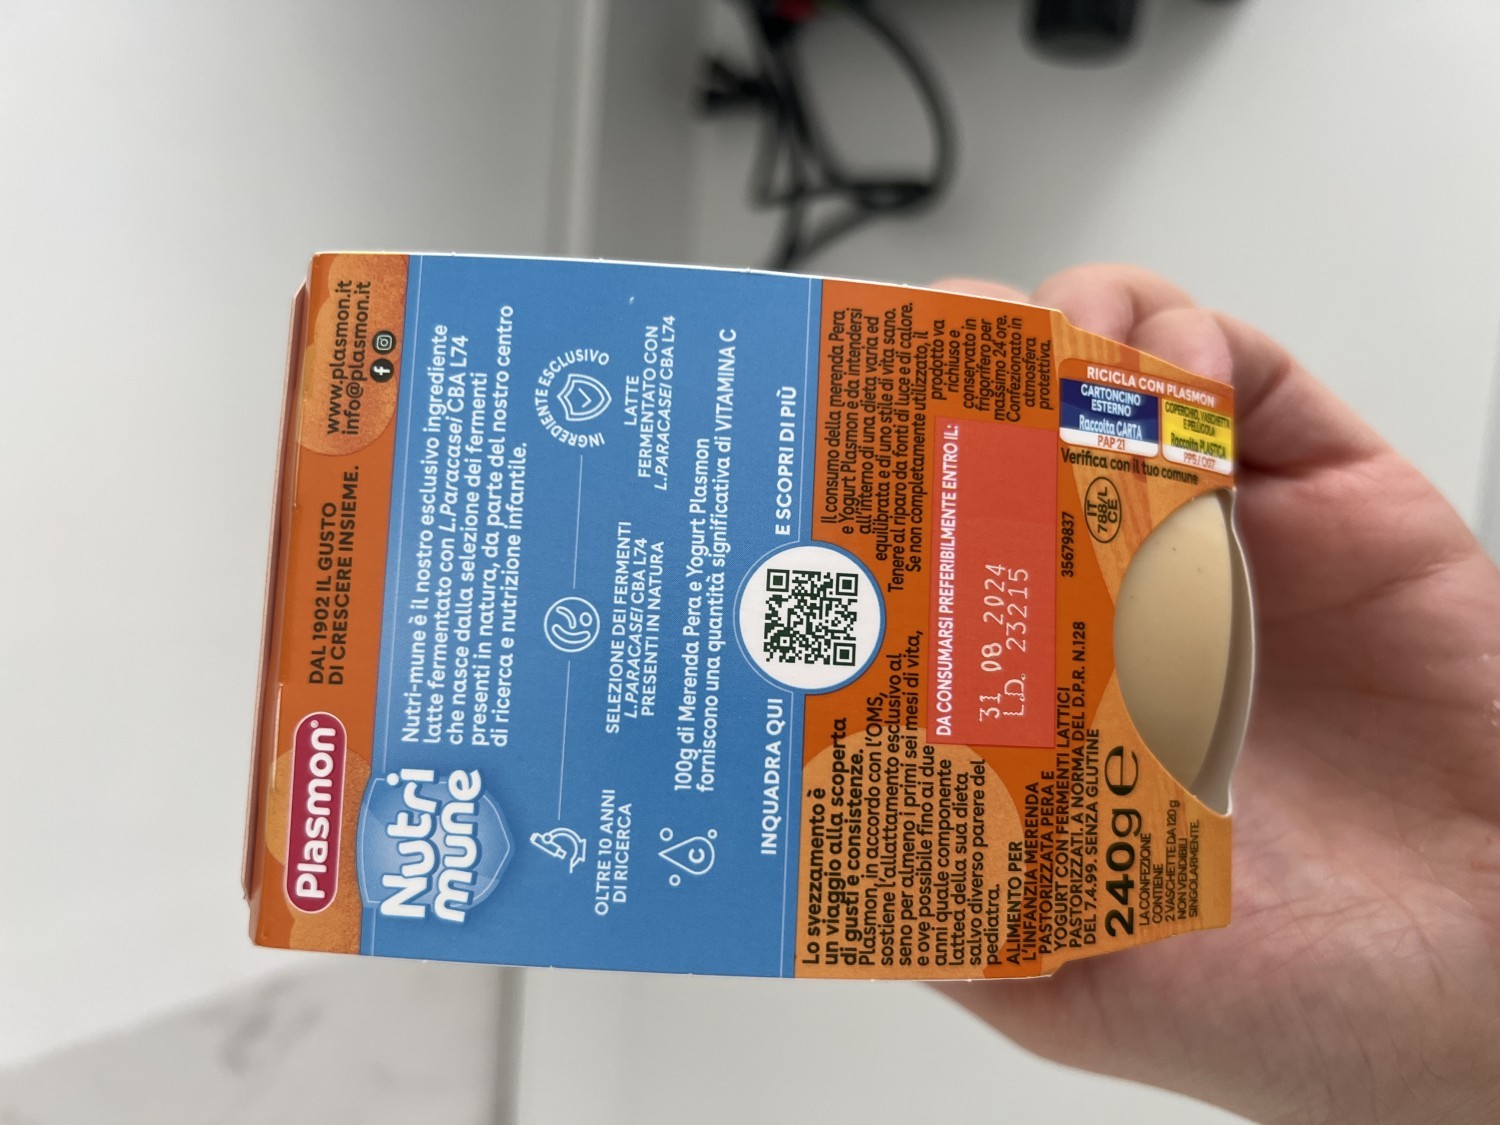 Plasmon®
DAL 1902 IL GUSTO
DI CRESCERE INSIEME.
www.plasmon.it
info@plasmon.it
Nutri
mune
Nutri-mune è il nostro esclusivo ingrediente
latte fermentato con L.Paracasei CBA L74
che nasce dalla selezione dei fermenti
presenti in natura, da parte del nostro centro
di ricerca e nutrizione infantile.
OLTRE 10 ANNI
DI RICERCA
SELEZIONE DEI FERMENTI
L.PARACASEI CBA L74
PRESENTI IN NATURA
INGREDIENTE ESCLUSIVO
LATTE
FERMENTATO CON
L.PARACASEI CBA L74
C
100g di Merenda Pera e Yogurt Plasmon
forniscono una quantità significativa di VITAMINA C
INQUADRA QUI
E SCOPRI DI PIÙ
Lo svezzamento è
un viaggio alla scoperta
di gusti e consistenze.
Plasmon, in accordo con l'OMS,
sostiene l'allattamento esclusivo al
seno per almeno i primi sei mesi di vita,
e ove possibile fino ai due
anni quale componente
lattea della sua dieta
salvo diverso parere del
pediatra.
Il consumo della merenda Pera
e Yogurt Plasmon è da intendersi
all'interno di una dieta varia ed
equilibrata e di uno stile di vita sano.
Tenere al riparo da fonti di luce e di calore.
Se non completamente utilizzato, il
prodotto va
richiuso e
conservato in
frigorifero per
massimo 24 ore.
Confezionato in
atmosfera
protettiva.
DA CONSUMARSI PREFERIBILMENTE ENTRO IL:
31 08 2024
L.D. 23215
ALIMENTO PER
L'INFANZIA MERENDA
PASTORIZZATA PERA E
YOGURT CON FERMENTI LATTICI
PASTORIZZATI, A NORMA DEL D.P.R. N.128
DEL 7.4.99. SENZA GLUTINE
240g e
LA CONFEZIONE
CONTIENE
2 VASCHETTE DA 120g
NON VENDIBILI
SINGOLARMENTE.
35679837
IT
788/L
CE
RICICLA CON PLASMON
CARTONCINO
ESTERNO
Raccolta CARTA
PAP 21
COPERCHIO, VASCHETTA
E PELLICOLA
Raccolta PLASTICA
PP5 / O07
Verifica con il tuo comune